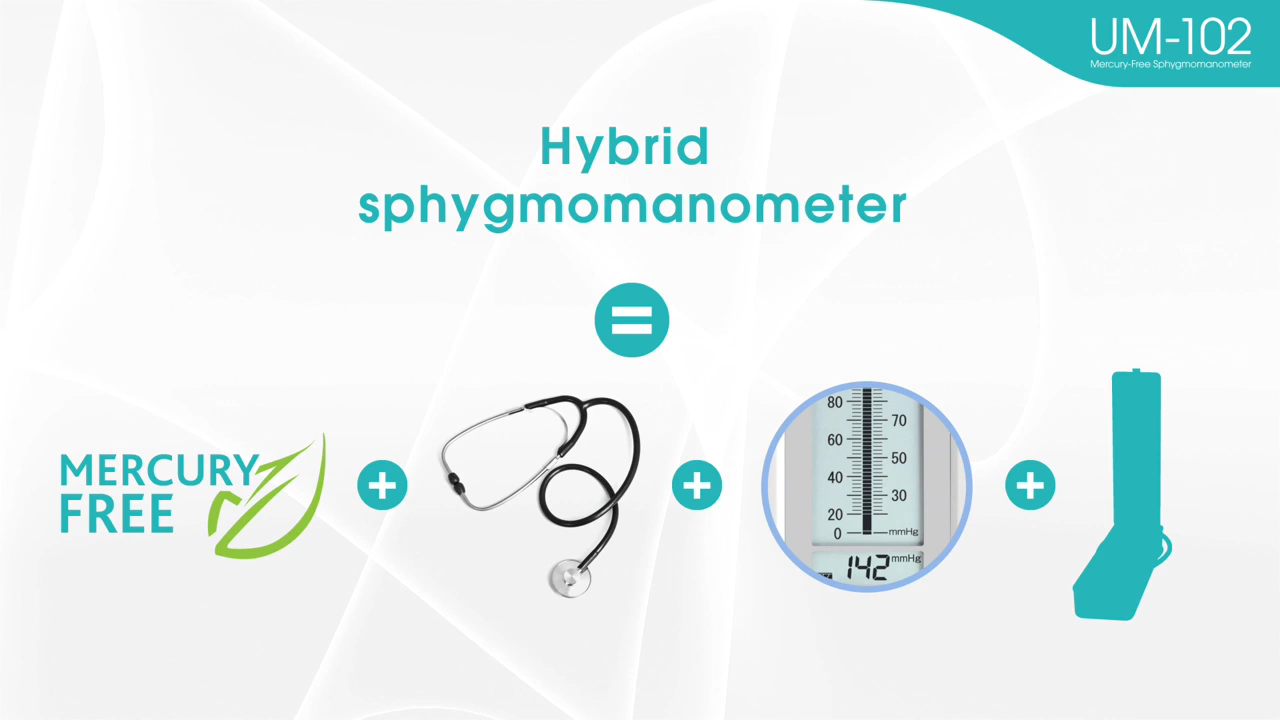 UM-102
Mercury-Free Sphygmomanometer
Hybrid
sphygmomanometer
=
MERCURY
FREE
+
+
+
80
70
60
50
40
30
20
0 mmHg
142 mmHg